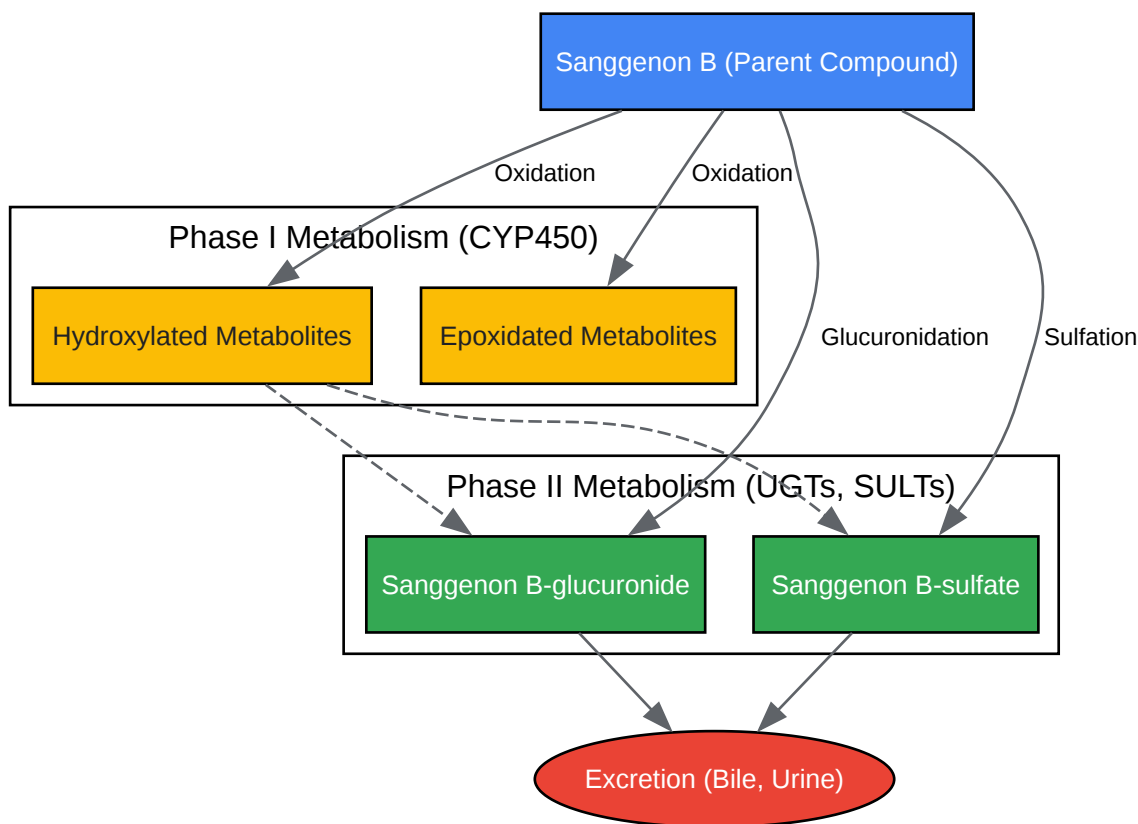 Sanggenon B (Parent Compound)
Oxidation
Oxidation
Phase I Metabolism (CYP450)
Hydroxylated Metabolites
Epoxidated Metabolites
Glucuronidation
Sulfation
Phase II Metabolism (UGTs, SULTs)
Sanggenon B-glucuronide
Sanggenon B-sulfate
Excretion (Bile, Urine)